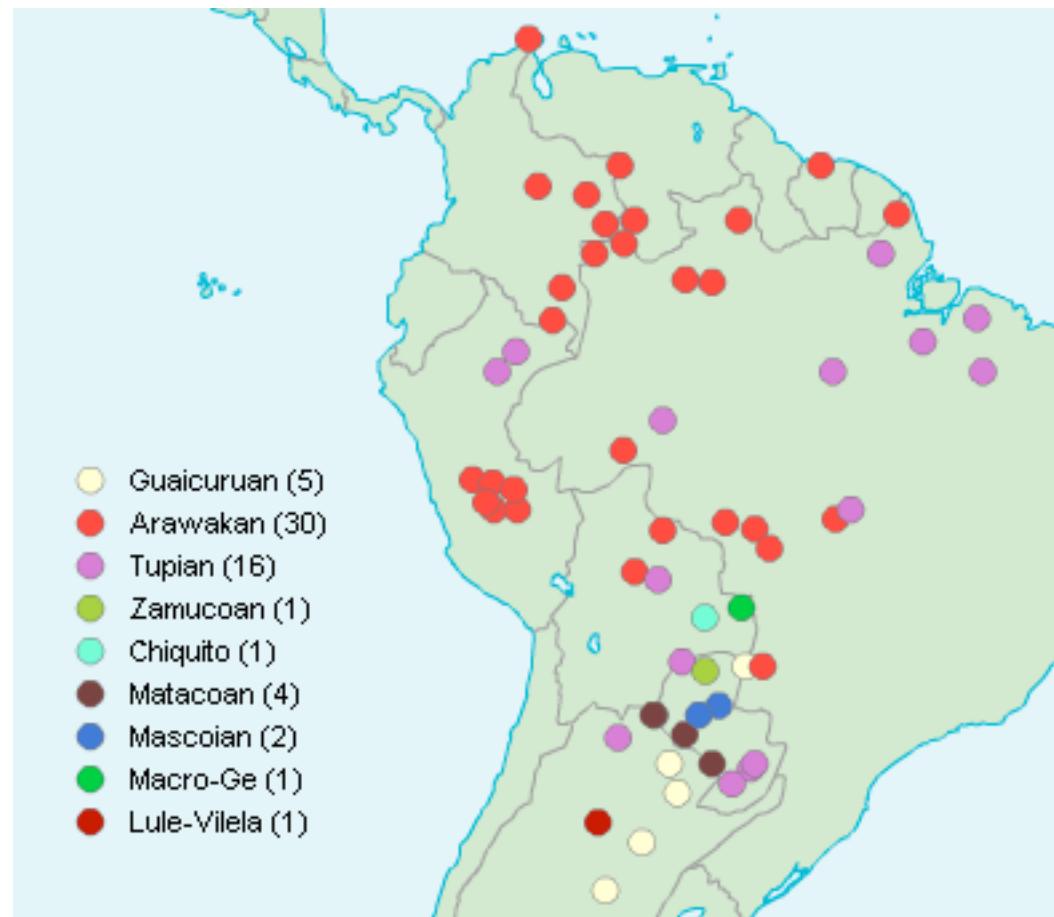 Guaicuruan (5)
Arawakan (30)
Tupian (16)
Zamucoan (1)
Chiquito (1)
Matacoan (4)
Mascoian (2)
Macro-Ge (1)
Lule-Vilela (1)